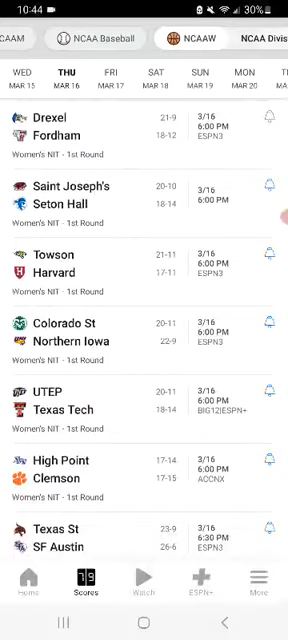 10:44 30%
CAAM NCAA Baseball NCAAW NCAA Divis
WED THU FRI SAT SUN MON T
MAR 15 MAR 16 MAR 17 MAR 18 MAR 19 MAR 20
Drexel 21-9 3/16
6:00 PM
Fordham 18-12 ESPN3
Women's NIT - 1st Round
Saint Joseph's 20-10 3/16
6:00 PM
Seton Hall 18-14
Women's NIT - 1st Round
Towson 21-11 3/16
6:00 PM
Harvard 17-11 ESPN3
Women's NIT - 1st Round
Colorado St 20-11 3/16
6:00 PM
Northern Iowa 22-9 ESPN3
Women's NIT - 1st Round
UTEP 20-11 3/16
6:00 PM
Texas Tech 18-14 BIG12|ESPN+
Women's NIT - 1st Round
High Point 17-14 3/16
6:00 PM
Clemson 17-15 ACCNX
Women's NIT - 1st Round
Texas St 23-9 3/16
6:30 PM
SF Austin 26-6 ESPN3
Home Scores Watch ESPN+ More